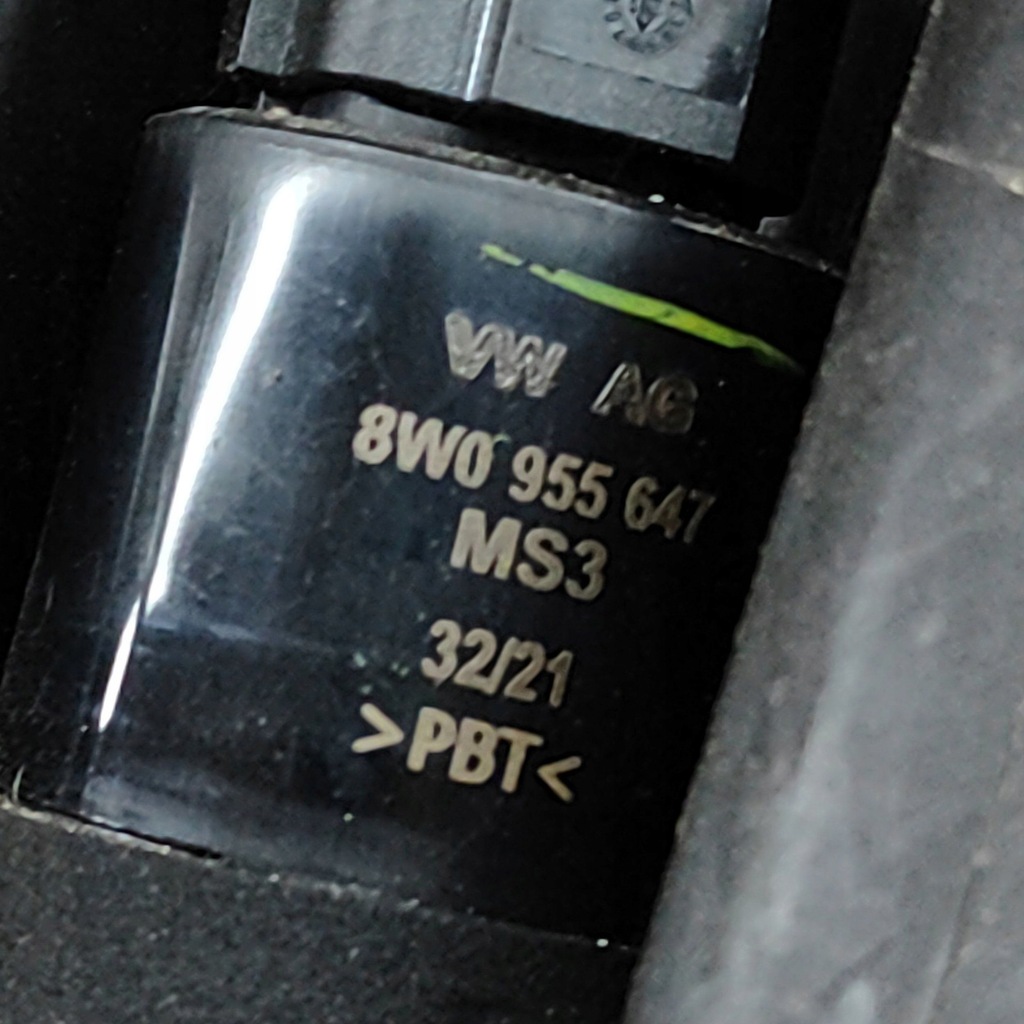 VW AG
8W0 955 647
MS3
32/21
>PBT<